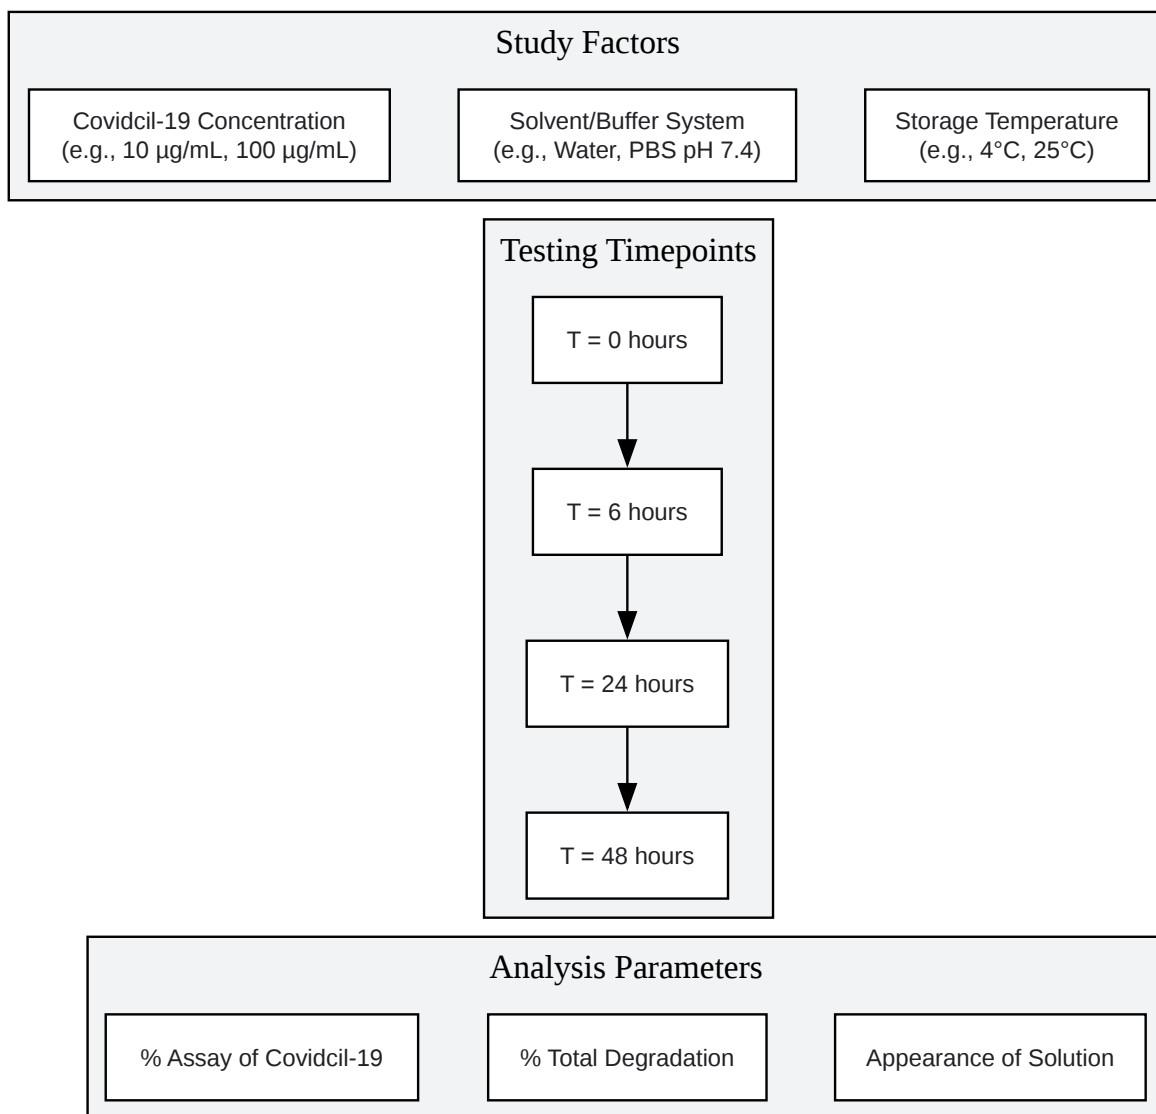 Study Factors
Covidcil-19 Concentration
(e.g., 10 µg/mL, 100 µg/mL)
Solvent/Buffer System
(e.g., Water, PBS pH 7.4)
Storage Temperature
(e.g., 4°C, 25°C)
Testing Timepoints
T = 0 hours
T = 6 hours
T = 24 hours
T = 48 hours
Analysis Parameters
% Assay of Covidcil-19
% Total Degradation
Appearance of Solution